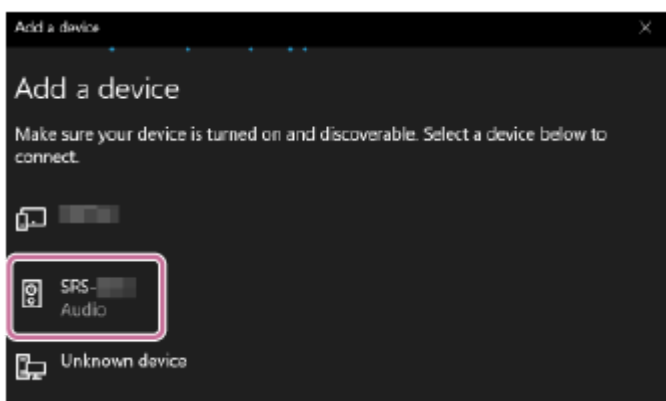 Add a device
Add a device
Make sure your device is turned on and discoverable. Select a device below to
connect.
SRS-
Audio
Unknown device